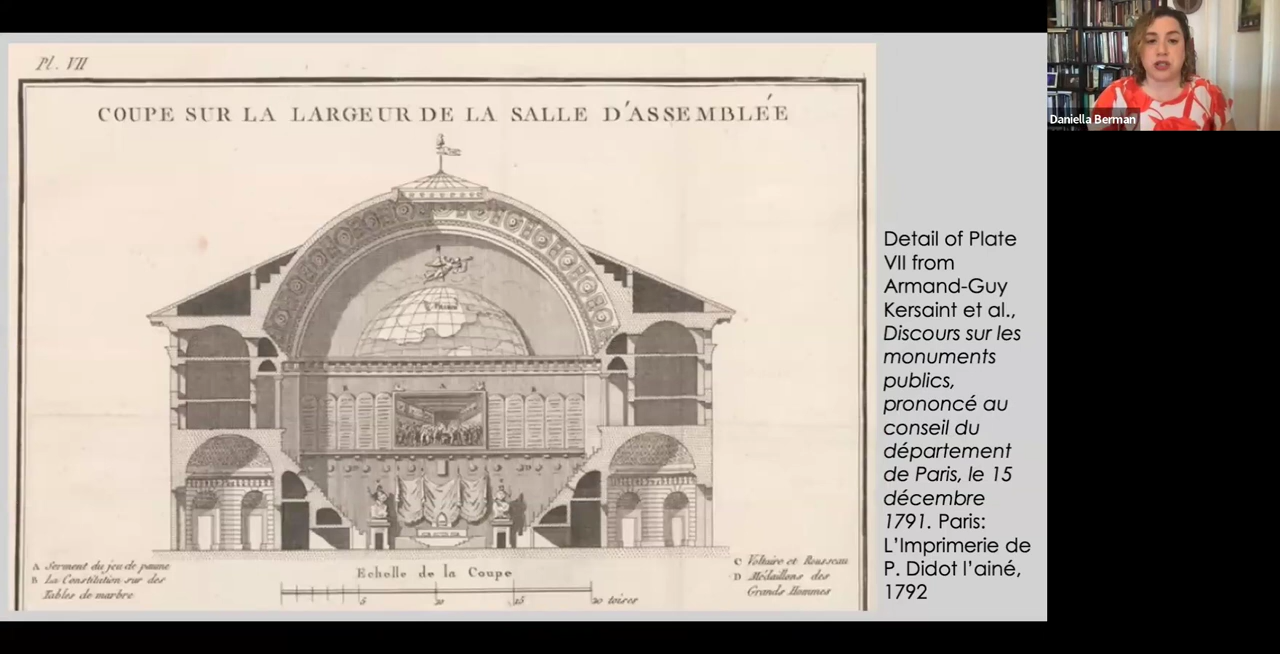 Pl. VII
COUPE SUR LA LARGEUR DE LA SALLE D'ASSEMBLÉE
A Serment du jeu de paume
B La Constitution sur des
Tables de marbre
Echelle de la Coupe
5
10
15
20 toises
C Voltaire et Rousseau
D Médaillons des
Grands Hommes
Detail of Plate
VII from
Armand-Guy
Kersaint et al.,
Discours sur les
monuments
publics,
prononcé au
conseil du
département
de Paris, le 15
décembre
1791. Paris:
L'Imprimerie de
P. Didot l'ainé,
1792
Daniella Berman